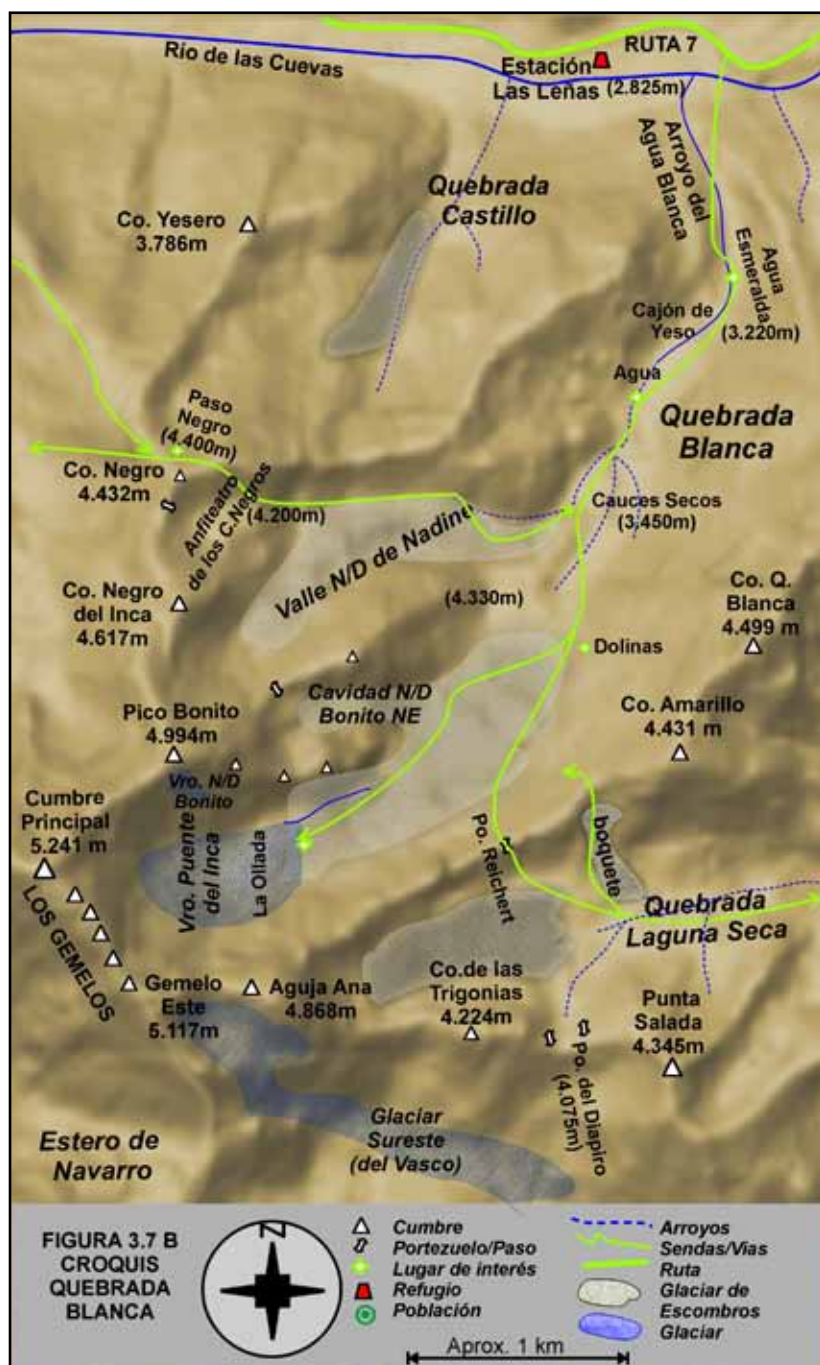 RUTA 7
Rio de las Cuevas
Estación
Las Leñas (2.825m)
Arroyo del
Agua Blanca
Quebrada
Castillo
Co. Yesero
3.786m
Agua
Esmeralda
(3.220m)
Cajón de
Yeso
Agua
Quebrada
Blanca
Paso
Negro
(4.400m)
Co. Negro
4.432m
Anfiteatro
de los C.Negros
(4.200m)
Cauces Secos
(3.450m)
Valle N/D de Nadine
Co. Negro
del Inca
4.617m
(4.330m)
Co. Q.
Blanca
4.499 m
Dolinas
Cavidad N/D
Bonito NE
Pico Bonito
4.994m
Co. Amarillo
4.431 m
Vro. N/D
Bonito
Cumbre
Principal
5.241 m
Vro. Puente
del Inca
La Ollada
Po. Reichert
boquete
LOS GEMELOS
Quebrada
Laguna Seca
Gemelo
Este
5.117m
Aguja Ana
4.868m
Co.de las
Trigonias
4.224m
Punta
Salada
4.345m
Po. del Diapiro
(4.075m)
Glaciar
Sureste
(del Vasco)
Estero de
Navarro
FIGURA 3.7 B
CROQUIS
QUEBRADA
BLANCA
N
Cumbre
Portezuelo/Paso
Lugar de interés
Refugio
Población
Arroyos
Sendas/Vias
Ruta
Glaciar de
Escombros
Glaciar
Aprox. 1 km